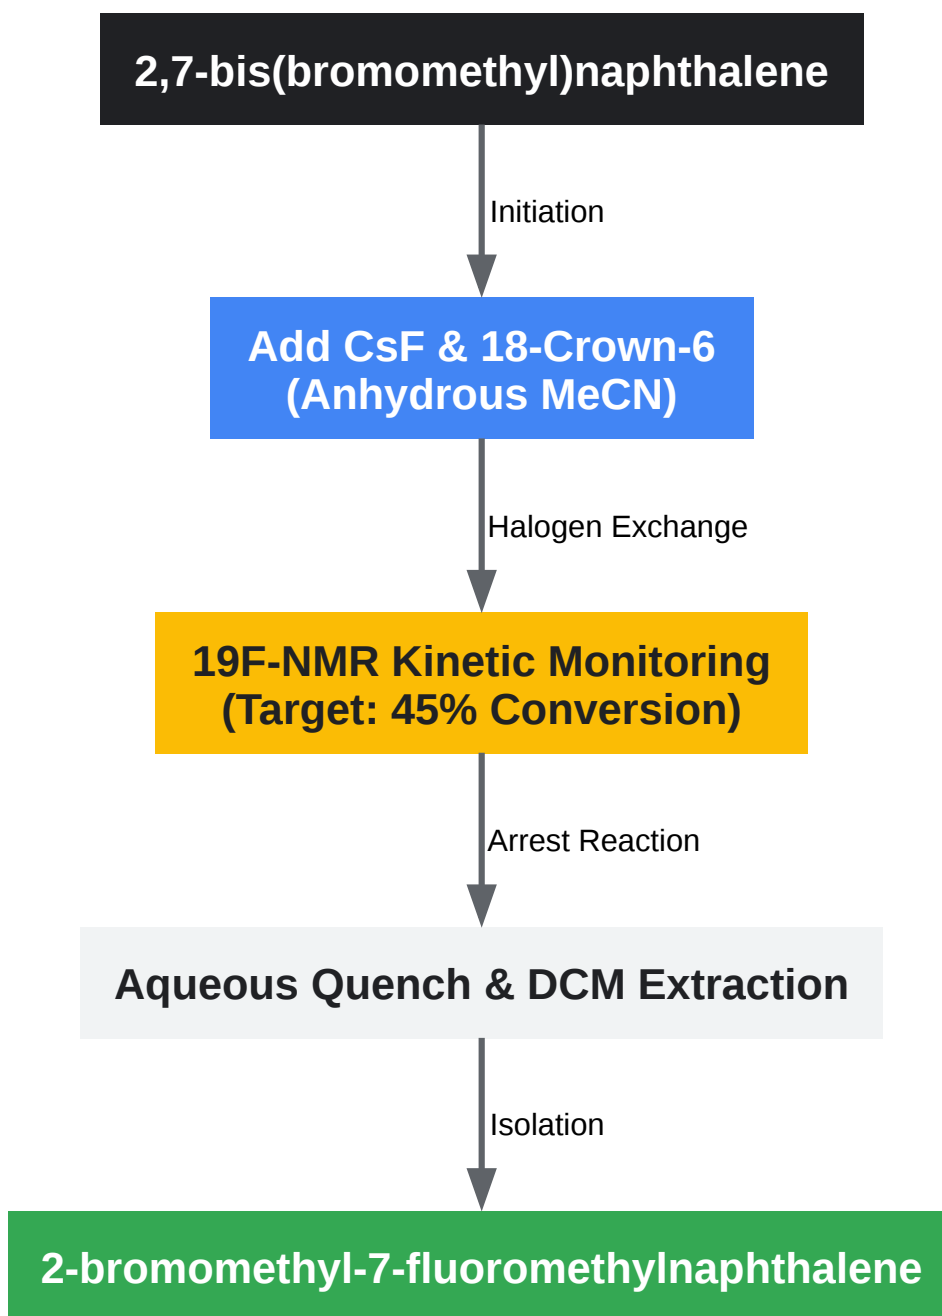 2,7-bis(bromomethyl)naphthalene
Initiation
Add CsF & 18-Crown-6
(Anhydrous MeCN)
Halogen Exchange
19F-NMR Kinetic Monitoring
(Target: 45% Conversion)
Arrest Reaction
Aqueous Quench & DCM Extraction
Isolation
2-bromomethyl-7-fluoromethylnaphthalene